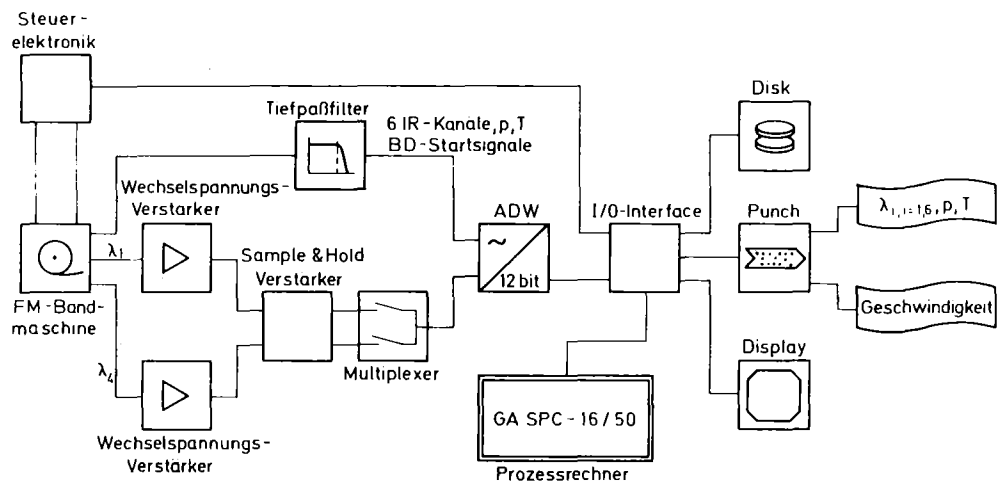 Steuer-
elektronik
Tiefpaßfilter
6 IR-Kanäle, p, T
BD-Startsignale
Disk
Wechselspannungs-
Verstärker
ADW
I/O-Interface
Punch
λ₁, i=1,6, p, T
λ₁
Sample & Hold
Verstärker
~
12 bit
FM-Band-
maschine
Geschwindigkeit
λ₄
Multiplexer
Display
GA SPC - 16 / 50
Wechselspannungs-
Verstärker
Prozessrechner